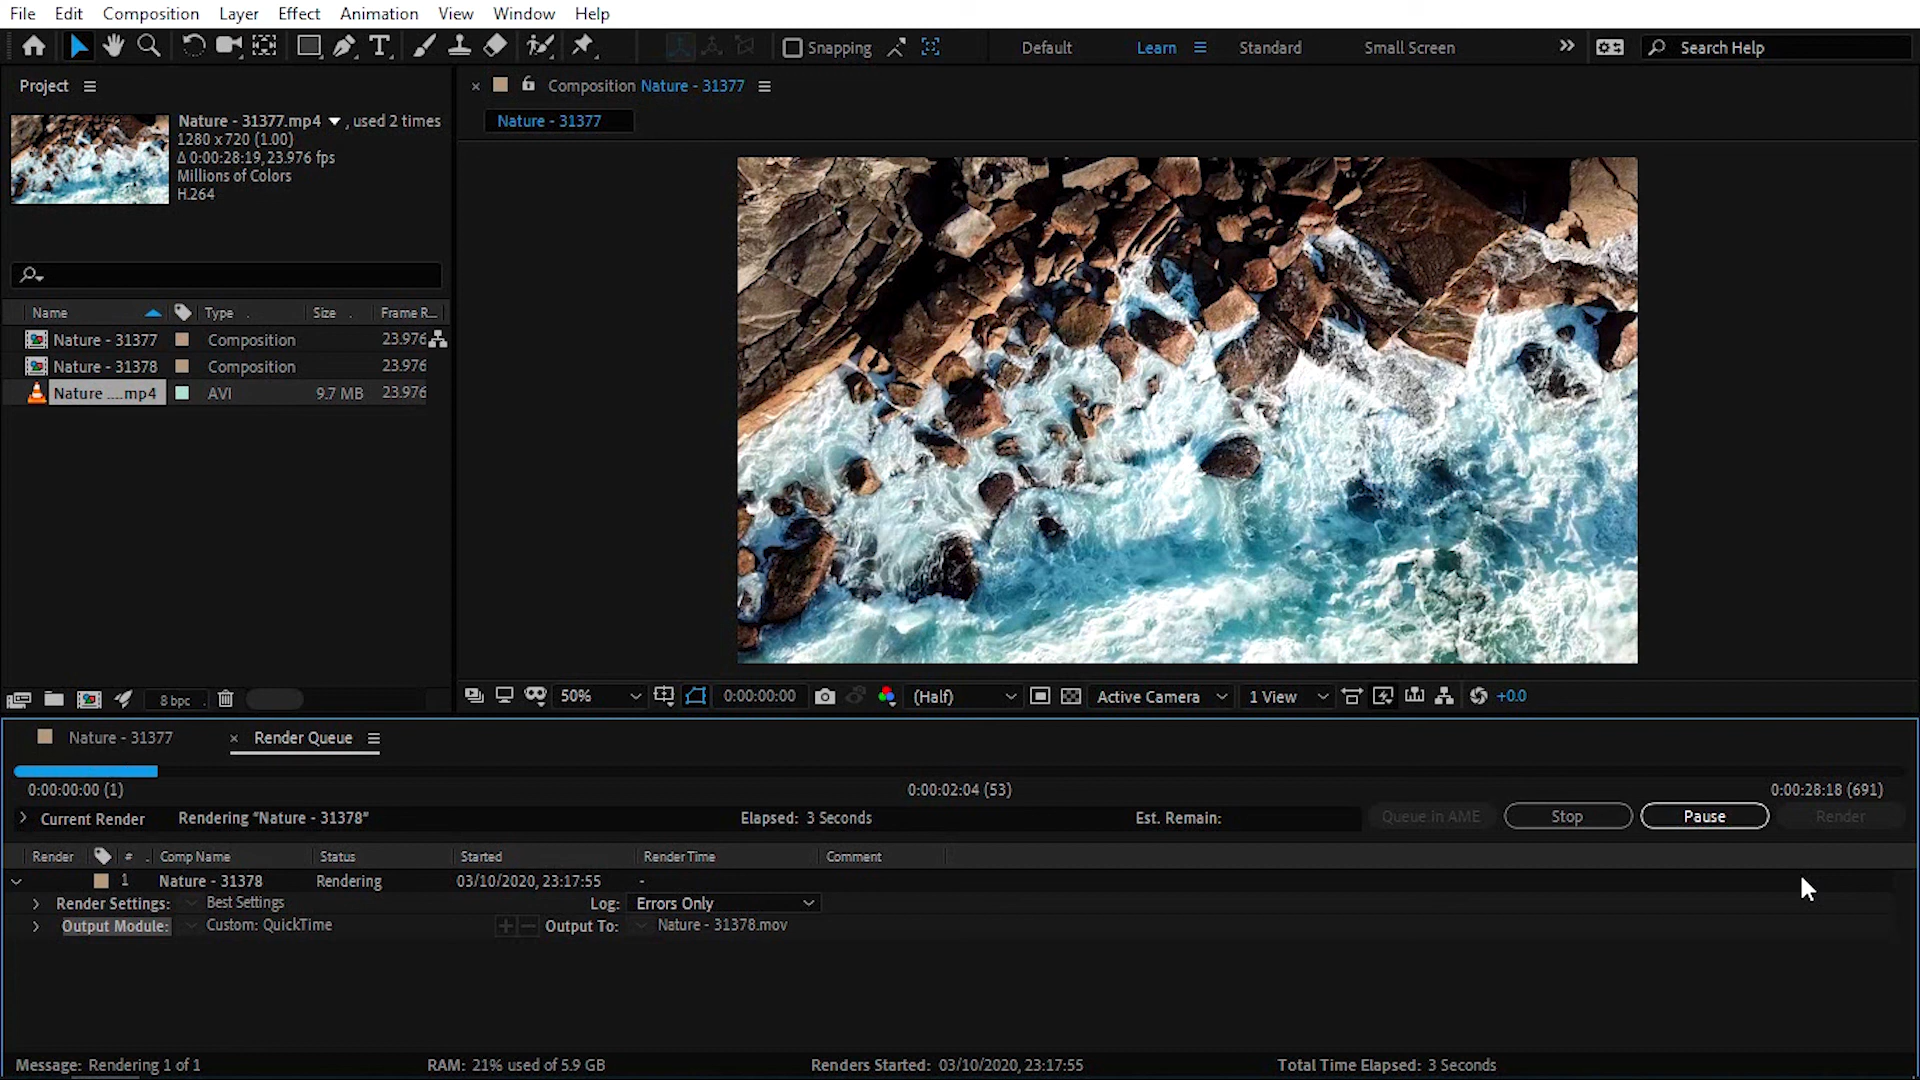 File Edit Composition Layer Effect Animation View Window Help
Snapping Default Learn Standard Small Screen Search Help
Project
Composition Nature - 31377
Nature - 31377
Nature - 31377.mp4 , used 2 times
1280 x 720 (1.00)
Δ 0:00:28:19, 23.976 fps
Millions of Colors
H.264
Name Type Size Frame R...
Nature - 31377 Composition 23.976
Nature - 31378 Composition 23.976
Nature ....mp4 AVI 9.7 MB 23.976
8 bpc
50% 0:00:00:00 (Half) Active Camera 1 View +0.0
Nature - 31377 × Render Queue
0:00:00:00 (1) 0:00:02:04 (53) 0:00:28:18 (691)
Current Render Rendering "Nature - 31378" Elapsed: 3 Seconds Est. Remain: Queue in AME Stop Pause Render
Render # Comp Name Status Started Render Time Comment
1 Nature - 31378 Rendering 03/10/2020, 23:17:55 -
Render Settings: Best Settings Log: Errors Only
Output Module: Custom: QuickTime Output To: Nature - 31378.mov
Message: Rendering 1 of 1 RAM: 21% used of 5.9 GB Renders Started: 03/10/2020, 23:17:55 Total Time Elapsed: 3 Seconds